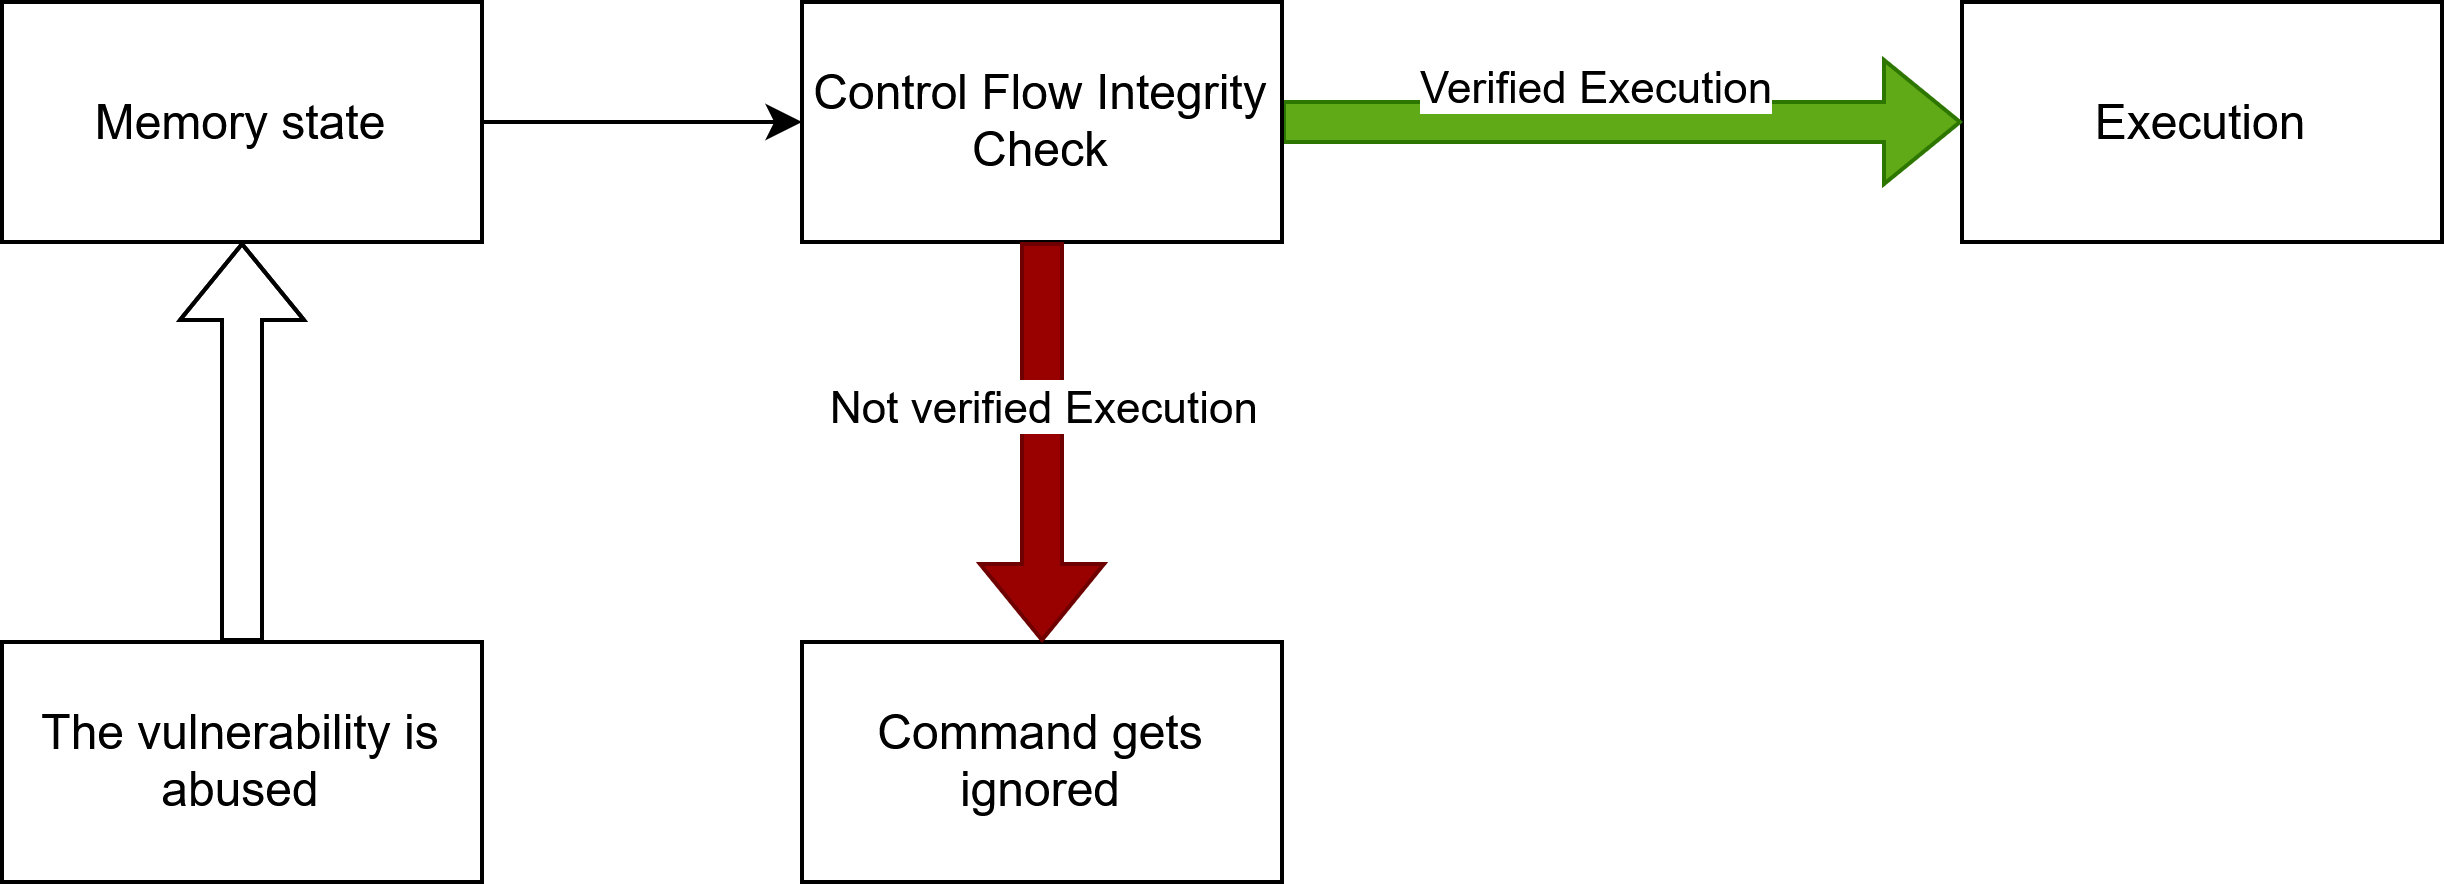 Memory state
Control Flow Integrity
Check
Verified Execution
Execution
Not verified Execution
The vulnerability is
abused
Command gets
ignored